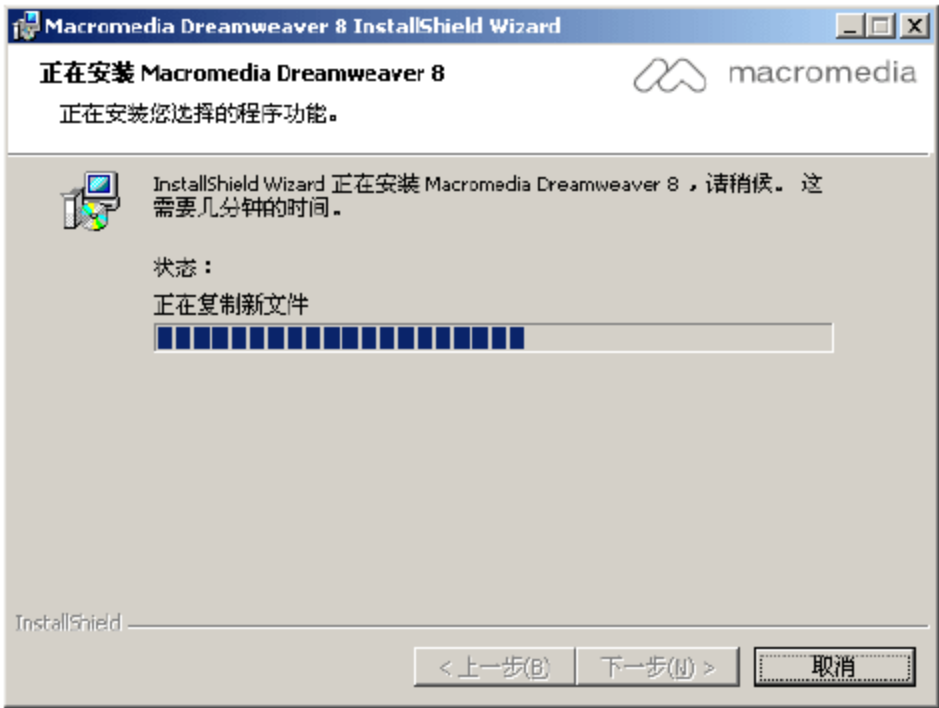 Macromedia Dreamweaver 8 InstallShield Wizard
正在安装 Macromedia Dreamweaver 8
macromedia
正在安装您选择的程序功能。
InstallShield Wizard 正在安装 Macromedia Dreamweaver 8，请稍候。 这
需要几分钟的时间。
状态：
正在复制新文件
InstallShield
< 上一步(B)
下一步(N) >
取消